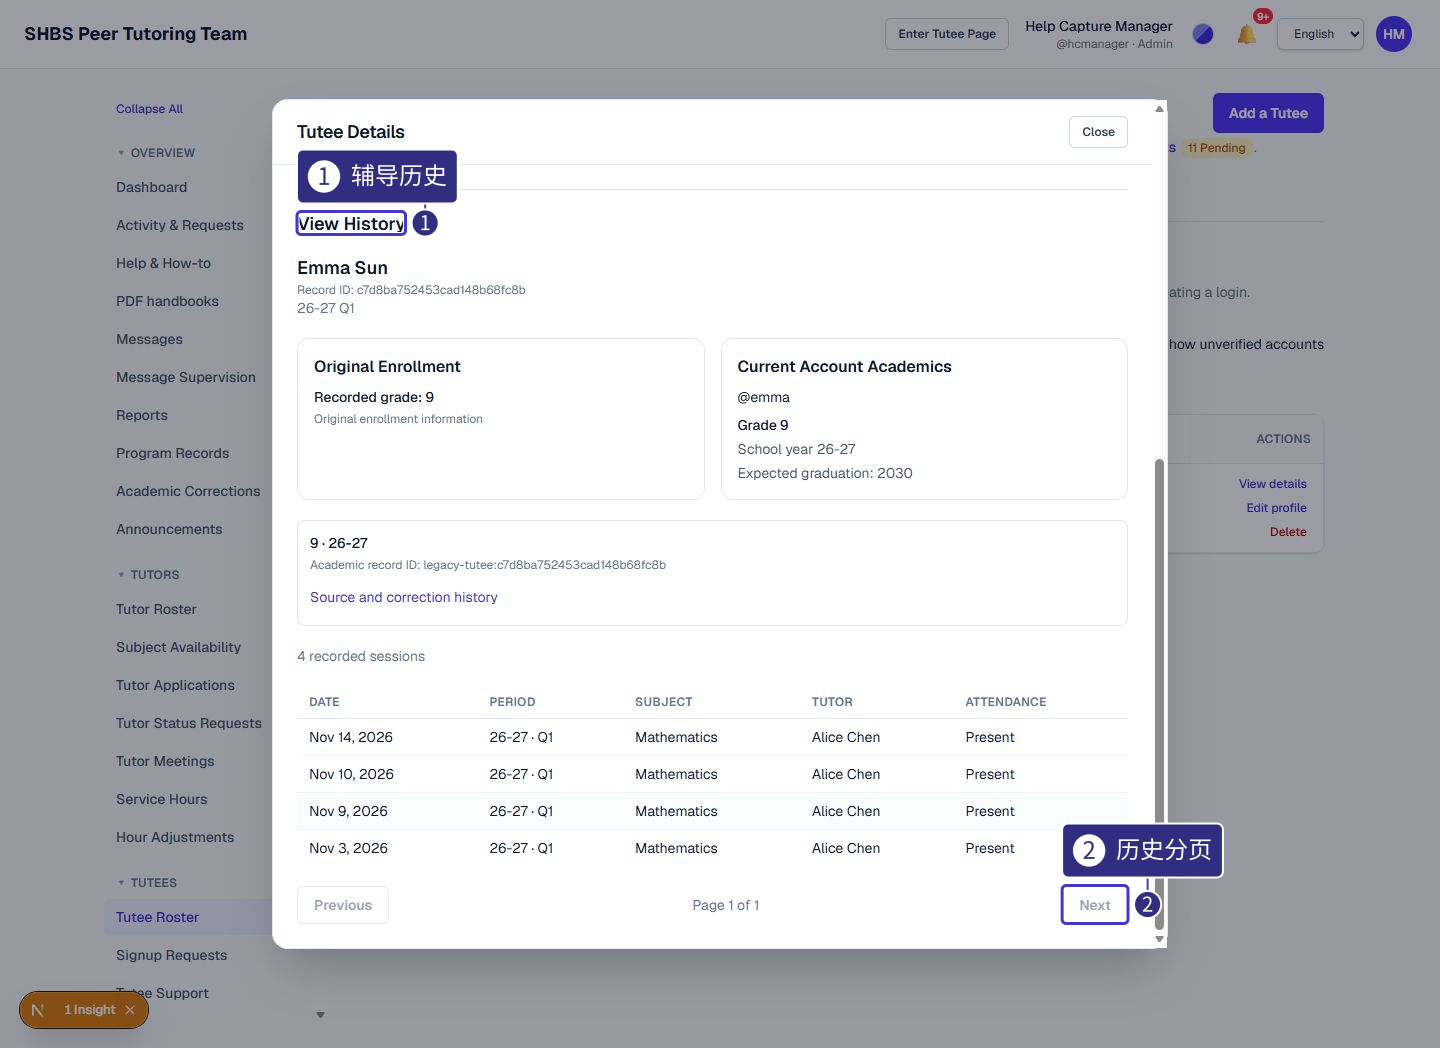 SHBS Peer Tutoring Team
Enter Tutee Page
Help Capture Manager
@hcmanager · Admin
9+
English
HM
Collapse All
OVERVIEW
Dashboard
Activity & Requests
Help & How-to
PDF handbooks
Messages
Message Supervision
Reports
Program Records
Academic Corrections
Announcements
TUTORS
Tutor Roster
Subject Availability
Tutor Applications
Tutor Status Requests
Tutor Meetings
Service Hours
Hour Adjustments
TUTEES
Tutee Roster
Signup Requests
Tutee Support
1 Insight
Add a Tutee
s 11 Pending .
ating a login.
how unverified accounts
ACTIONS
View details
Edit profile
Delete
Tutee Details
Close
1 辅导历史
View History 1
Emma Sun
Record ID: c7d8ba752453cad148b68fc8b
26-27 Q1
Original Enrollment
Recorded grade: 9
Original enrollment information
Current Account Academics
@emma
Grade 9
School year 26-27
Expected graduation: 2030
9 · 26-27
Academic record ID: legacy-tutee:c7d8ba752453cad148b68fc8b
Source and correction history
4 recorded sessions
DATE PERIOD SUBJECT TUTOR ATTENDANCE
Nov 14, 2026 26-27 · Q1 Mathematics Alice Chen Present
Nov 10, 2026 26-27 · Q1 Mathematics Alice Chen Present
Nov 9, 2026 26-27 · Q1 Mathematics Alice Chen Present
Nov 3, 2026 26-27 · Q1 Mathematics Alice Chen Present
2 历史分页
Previous Page 1 of 1 Next 2